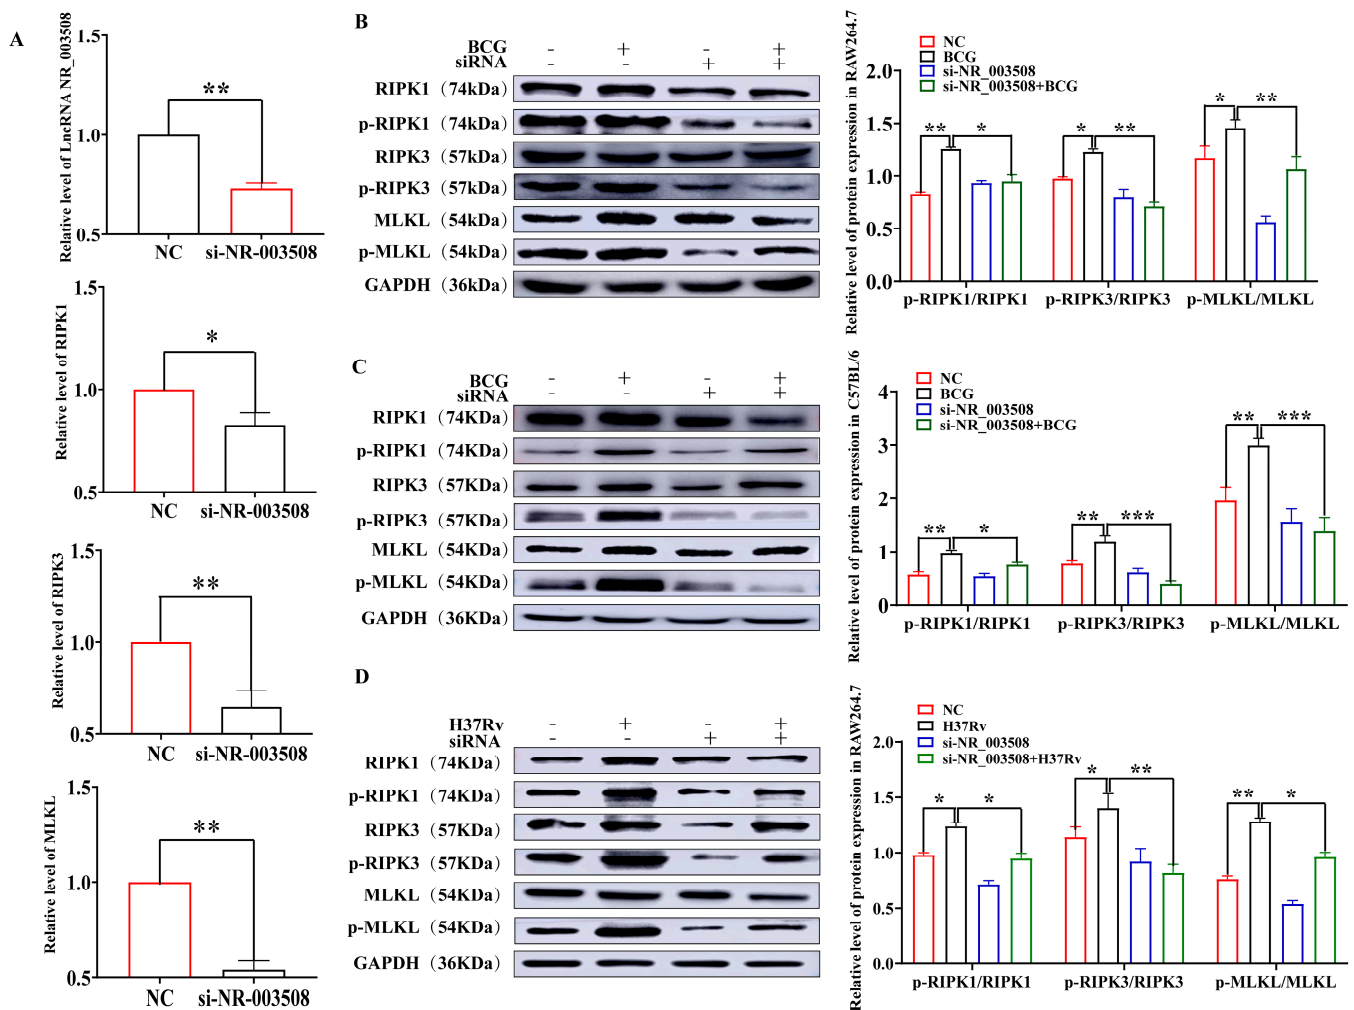 A
Relative level of LncRNA NR_003508
1.5
1.0
0.5
**
NC
si-NR-003508
Relative level of RIPK1
1.5
1.0
0.5
*
NC
si-NR-003508
Relative level of RIPK3
1.5
1.0
0.5
**
NC
si-NR-003508
Relative level of MLKL
1.5
1.0
0.5
**
NC
si-NR-003508
B
BCG - + - +
siRNA - - + +
RIPK1（74kDa）
p-RIPK1（74kDa）
RIPK3（57kDa）
p-RIPK3（57kDa）
MLKL（54kDa）
p-MLKL（54kDa）
GAPDH（36kDa）
Relative level of protein expression in RAW264.7
NC
BCG
si-NR_003508
si-NR_003508+BCG
2.0
1.5
1.0
0.5
0.0
** *
* **
* **
p-RIPK1/RIPK1
p-RIPK3/RIPK3
p-MLKL/MLKL
C
BCG - + - +
siRNA - - + +
RIPK1（74KDa）
p-RIPK1（74KDa）
RIPK3（57KDa）
p-RIPK3（57KDa）
MLKL（54KDa）
p-MLKL（54KDa）
GAPDH（36KDa）
Relative level of protein expression in C57BL/6
NC
BCG
si-NR_003508
si-NR_003508+BCG
4
3
2
1
0
** *
** ***
** ***
p-RIPK1/RIPK1
p-RIPK3/RIPK3
p-MLKL/MLKL
D
H37Rv - + - +
siRNA - - + +
RIPK1（74KDa）
p-RIPK1（74KDa）
RIPK3（57KDa）
p-RIPK3（57KDa）
MLKL（54KDa）
p-MLKL（54KDa）
GAPDH（36KDa）
Relative level of protein expression in RAW264.7
NC
H37Rv
si-NR_003508
si-NR_003508+H37Rv
2.0
1.5
1.0
0.5
0.0
* *
* **
** *
p-RIPK1/RIPK1
p-RIPK3/RIPK3
p-MLKL/MLKL